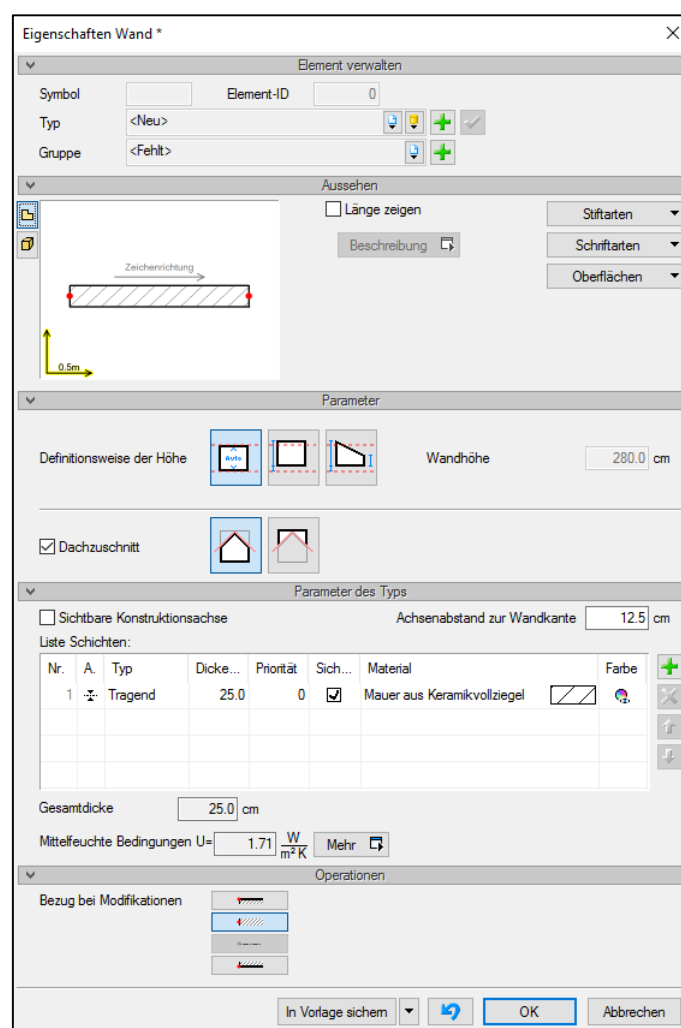 Eigenschaften Wand *
Element verwalten
Symbol Element-ID 0
Typ <Neu>
Gruppe <Fehlt>
Aussehen
Länge zeigen Stiftarten
Beschreibung Schriftarten
Oberflächen
Zeichenrichtung
0.5m
Parameter
Definitionsweise der Höhe Auto Wandhöhe 280.0 cm
Dachzuschnitt
Parameter des Typs
Sichtbare Konstruktionsachse Achsenabstand zur Wandkante 12.5 cm
Liste Schichten:
Nr. A. Typ Dicke... Priorität Sich... Material Farbe
1 Tragend 25.0 0 Mauer aus Keramikvollziegel
Gesamtdicke 25.0 cm
Mittelfeuchte Bedingungen U= 1.71 W/m²K Mehr
Operationen
Bezug bei Modifikationen
In Vorlage sichern OK Abbrechen